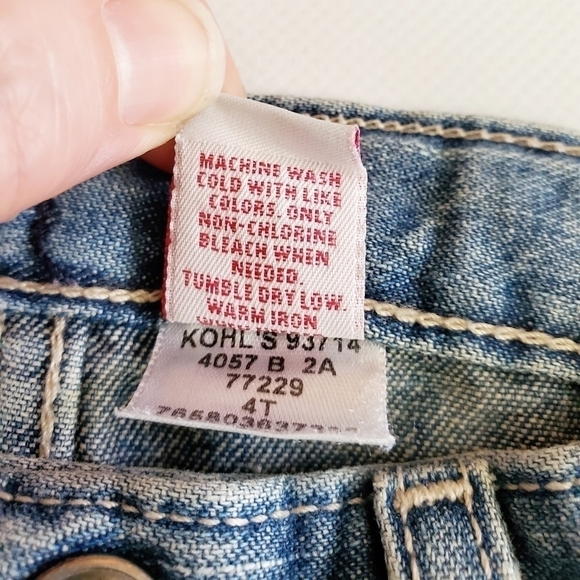 MACHINE WASH
COLD WITH LIKE
COLORS. ONLY
NON-CHLORINE
BLEACH WHEN
NEEDED.
TUMBLE DRY LOW.
WARM IRON
KOHL'S 93714
4057 B 2A
77229
4T